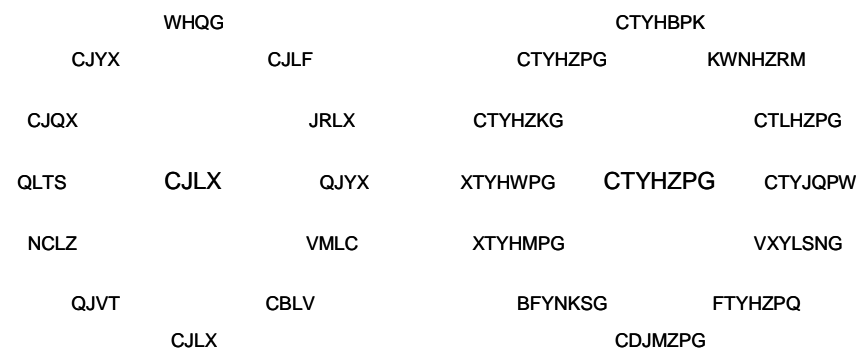 WHQG CTYHBPK
CJYX CJLF CTYHZPG KWNHZRM
CJQX JRLX CTYHZKG CTLHZPG
QLTS CJLX QJYX XTYHWPG CTYHZPG CTYJQPW
NCLZ VMLC XTYHMPG VXYLSNG
QJVT CBLV BFYNKSG FTYHZPQ
CJLX CDJMZPG